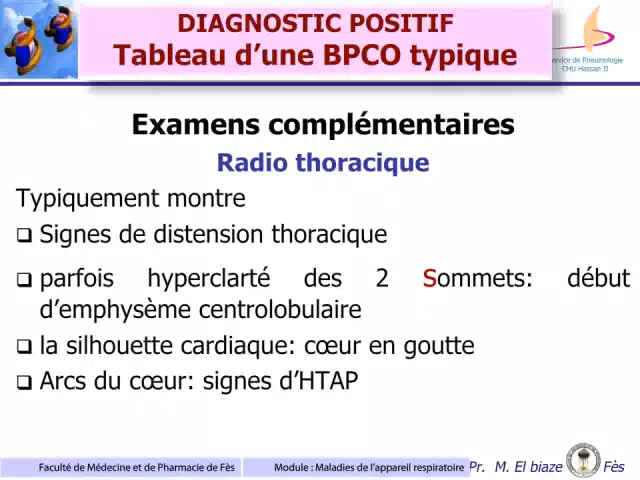 DIAGNOSTIC POSITIF
Tableau d’une BPCO typique
Service de Pneumologie
CHU Hassan II
Examens complémentaires
Radio thoracique
Typiquement montre
❑ Signes de distension thoracique
❑ parfois hyperclarté des 2 Sommets: début
d’emphysème centrolobulaire
❑ la silhouette cardiaque: cœur en goutte
❑ Arcs du cœur: signes d’HTAP
Faculté de Médecine et de Pharmacie de Fès Module : Maladies de l’appareil respiratoire Pr. M. El biaze Fès